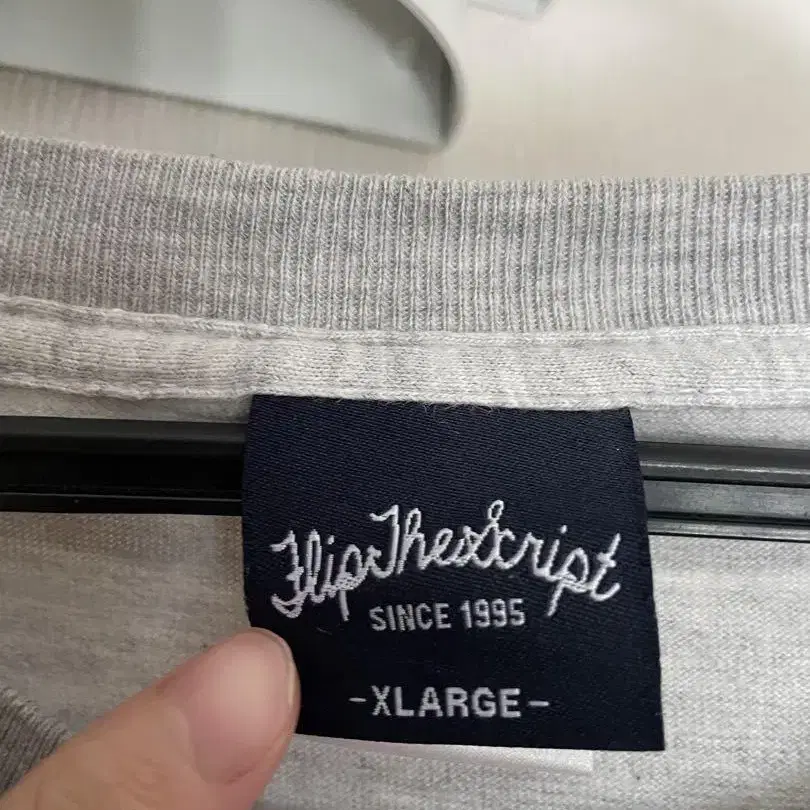 FlipTheScript
SINCE 1995
-XLARGE-